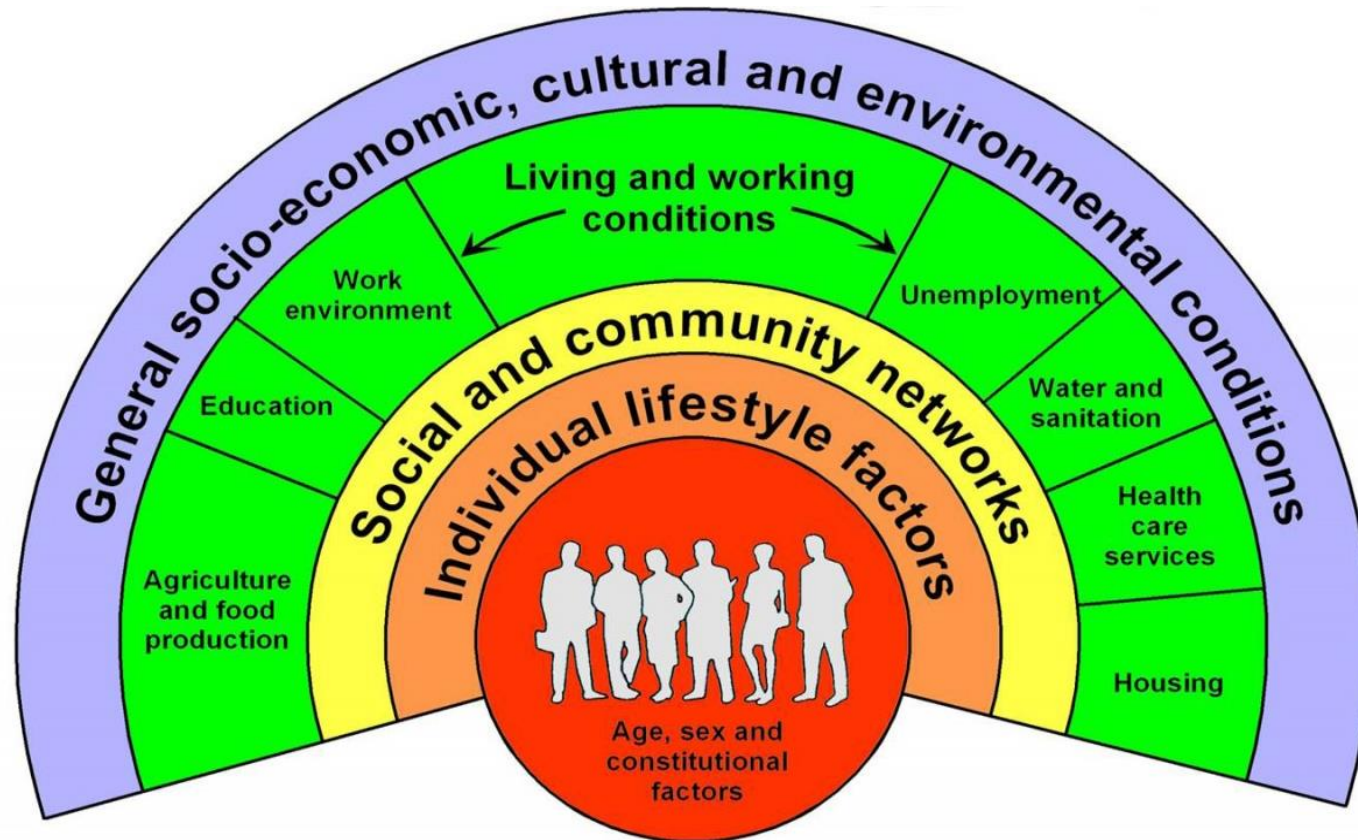 General socio-economic, cultural and environmental conditions
Living and working
conditions
Work
environment
Unemployment
Education
Water and
sanitation
Agriculture
and food
production
Health
care
services
Housing
Social and community networks
Individual lifestyle factors
Age, sex and
constitutional
factors